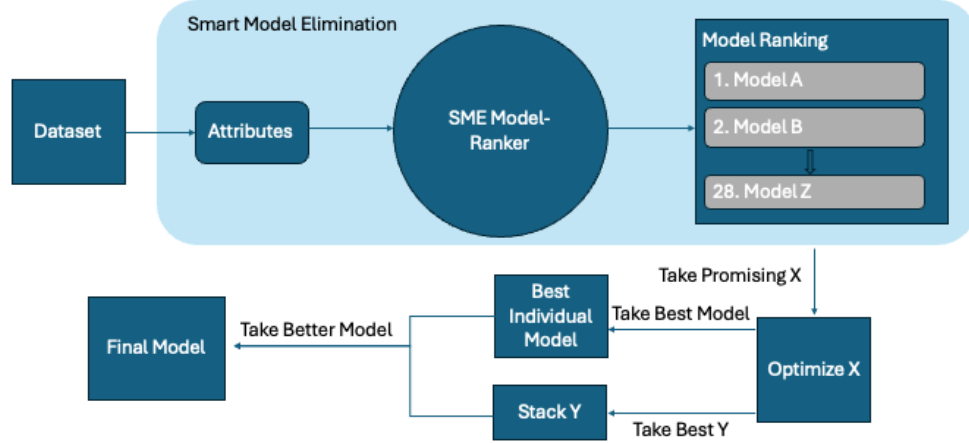 Smart Model Elimination
Dataset
Attributes
SME Model-
Ranker
Model Ranking
1. Model A
2. Model B
28. Model Z
Take Promising X
Optimize X
Take Best Model
Best
Individual
Model
Take Best Y
Stack Y
Take Better Model
Final Model